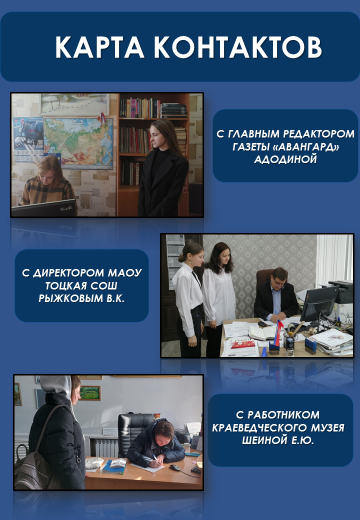 КАРТА КОНТАКТОВ
С ГЛАВНЫМ РЕДАКТОРОМ
ГАЗЕТЫ «АВАНГАРД»
АДОДИНОЙ
С ДИРЕКТОРОМ МАОУ
ТОЦКАЯ СОШ
РЫЖКОВЫМ В.К.
С РАБОТНИКОМ
КРАЕВЕДЧЕСКОГО МУЗЕЯ
ШЕИНОЙ Е.Ю.